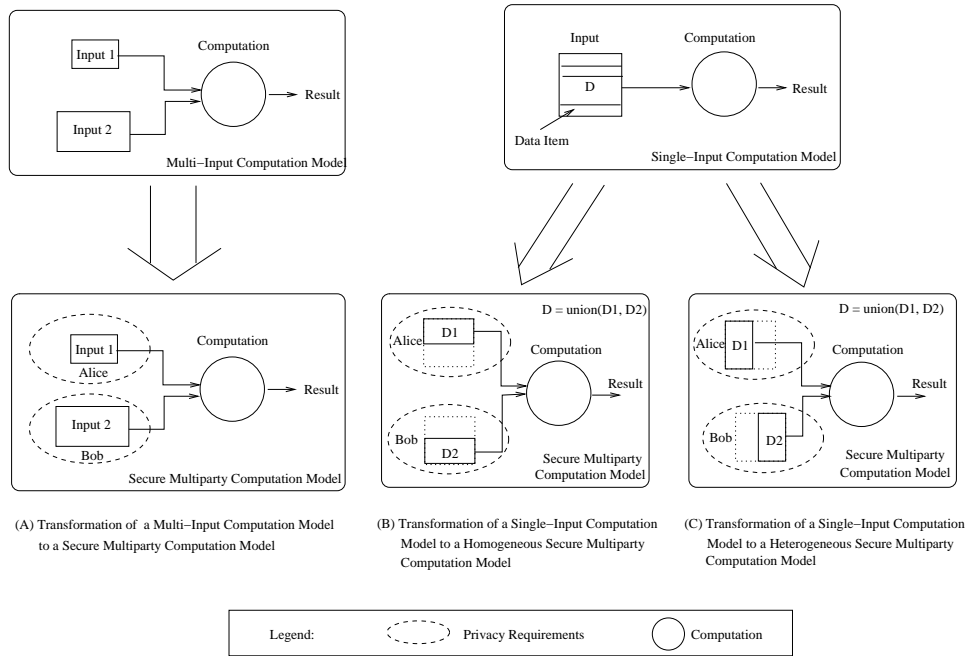 Computation
Input 1
Input 2
Result
Multi−Input Computation Model
Input
Computation
D
Result
Data Item
Single−Input Computation Model
Input 1
Alice
Computation
Result
Input 2
Bob
Secure Multiparty Computation Model
D = union(D1, D2)
Alice
D1
Computation
Result
Bob
D2
Secure Multiparty
Computation Model
D = union(D1, D2)
Alice
D1
Computation
Result
Bob
D2
Secure Multiparty
Computation Model
(A) Transformation of a Multi−Input Computation Model
to a Secure Multiparty Computation Model
(B) Transformation of a Single−Input Computation
Model to a Homogeneous Secure Multiparty
Computation Model
(C) Transformation of a Single−Input Computation
Model to a Heterogeneous Secure Multiparty
Computation Model
Legend:
Privacy Requirements
Computation